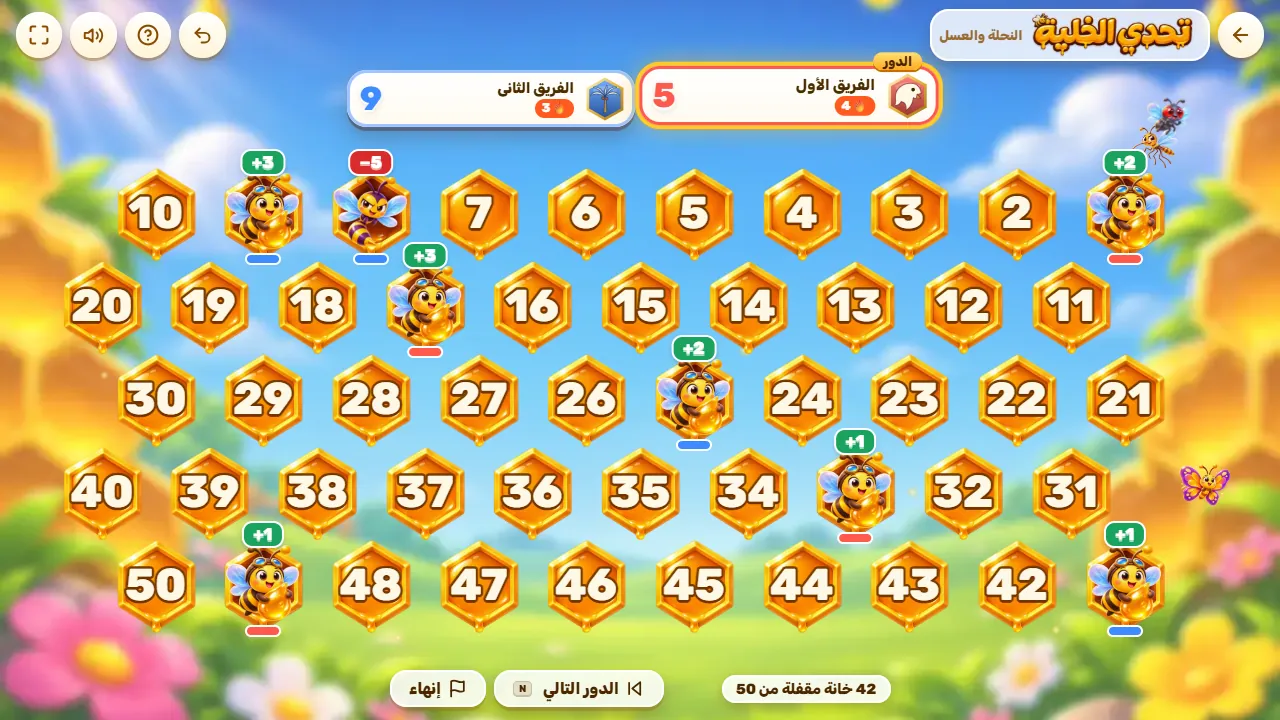 تحدي الخلية النحلة والعسل
الدور
الفريق الأول 4 5
الفريق الثاني 3 9
+2 2 3 4 5 6 7 -5 +3 10
11 12 13 14 15 16 +3 18 19 20
21 22 23 24 +2 26 27 28 29 30
31 32 +1 34 35 36 37 38 39 40
+1 42 43 44 45 46 47 48 +1 50
42 خانة مقفلة من 50
الدور التالي N
إنهاء